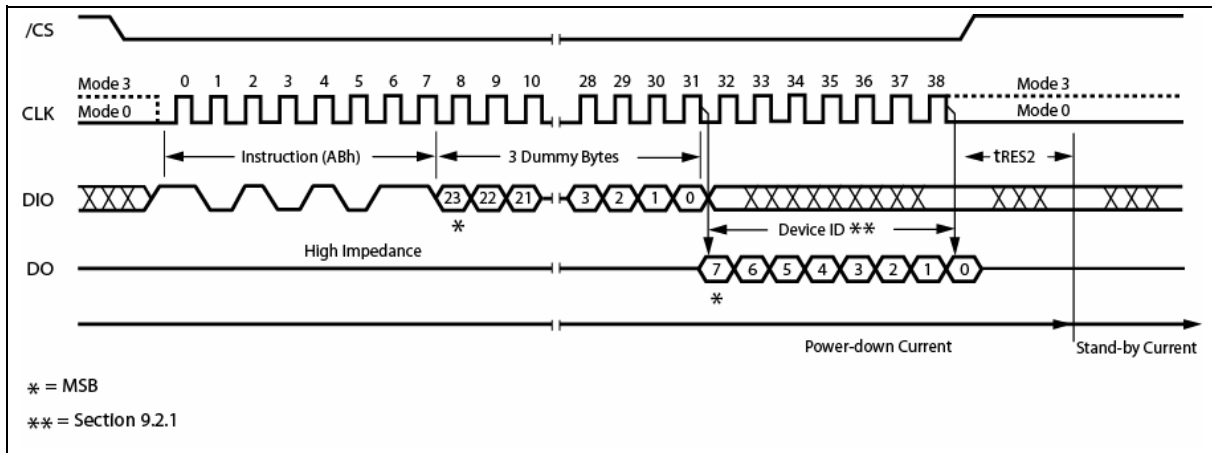 /CS
Mode 3 0 1 2 3 4 5 6 7 8 9 10 28 29 30 31 32 33 34 35 36 37 38 Mode 3
CLK Mode 0 Mode 0
Instruction (ABh) 3 Dummy Bytes tRES2
DIO 23 22 21 3 2 1 0
*
Device ID **
High Impedance
DO 7 6 5 4 3 2 1 0
*
Power-down Current Stand-by Current
* = MSB
** = Section 9.2.1